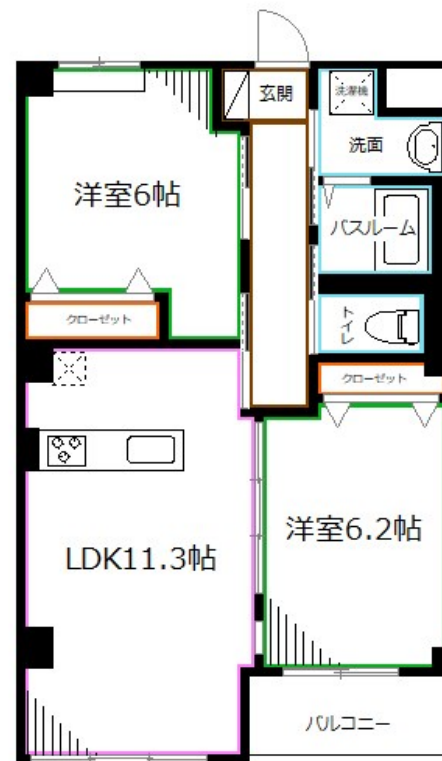 玄関
洗濯機
洗面
洋室6帖
バスルーム
トイレ
クローゼット
クローゼット
洋室6.2帖
LDK11.3帖
バルコニー